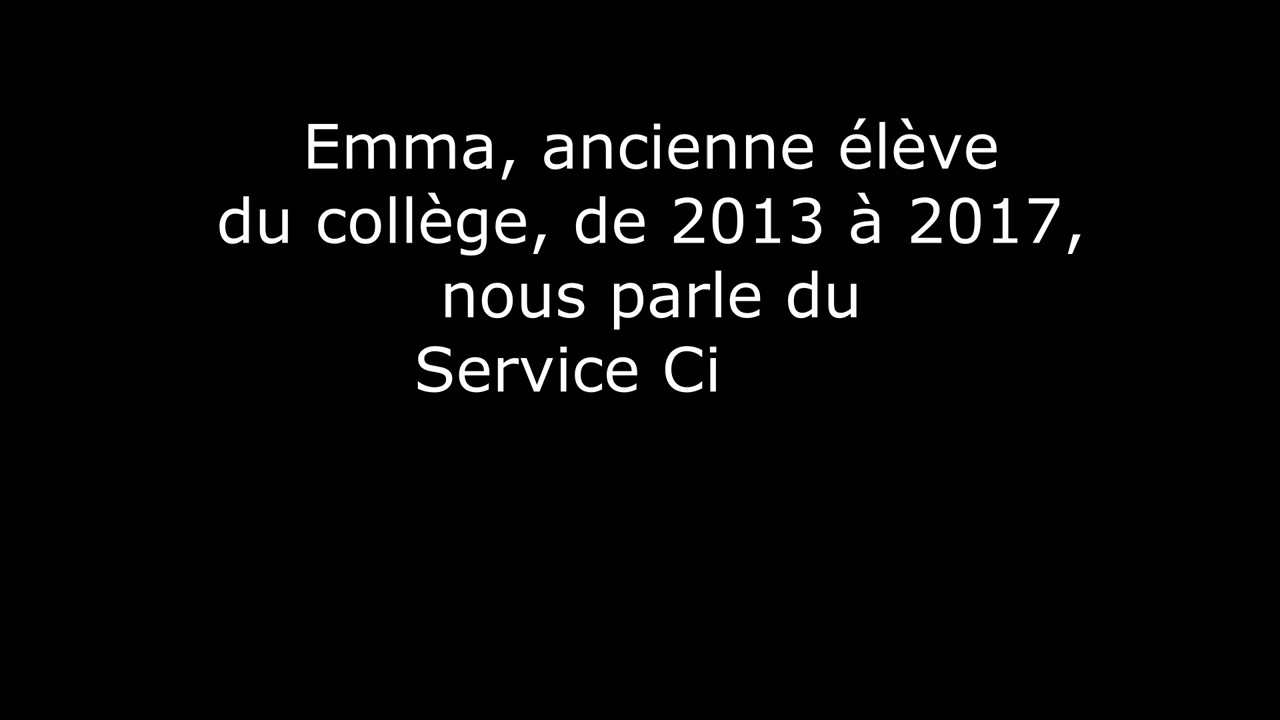 Emma, ancienne élève
du collège, de 2013 à 2017,
nous parle du
Service Ci